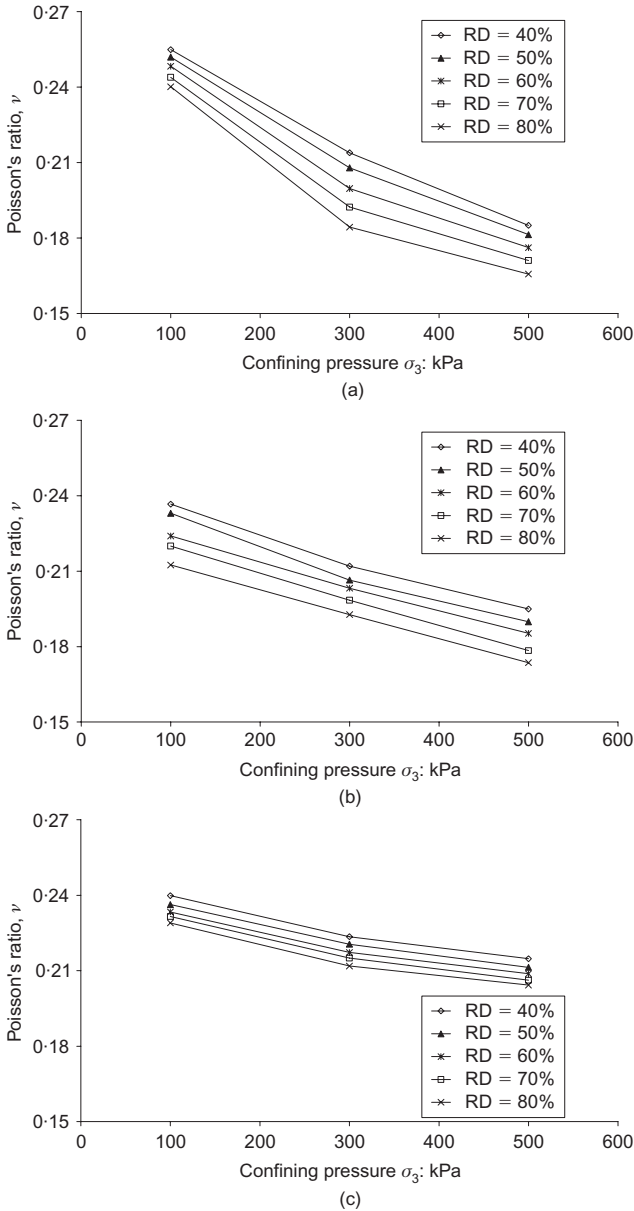 0·27
0·24
0·21
0·18
0·15
Poisson's ratio, ν
RD = 40%
RD = 50%
RD = 60%
RD = 70%
RD = 80%
0 100 200 300 400 500 600
Confining pressure σ3: kPa
(a)
0·27
0·24
0·21
0·18
0·15
Poisson's ratio, ν
RD = 40%
RD = 50%
RD = 60%
RD = 70%
RD = 80%
0 100 200 300 400 500 600
Confining pressure σ3: kPa
(b)
0·27
0·24
0·21
0·18
0·15
Poisson's ratio, ν
RD = 40%
RD = 50%
RD = 60%
RD = 70%
RD = 80%
0 100 200 300 400 500 600
Confining pressure σ3: kPa
(c)